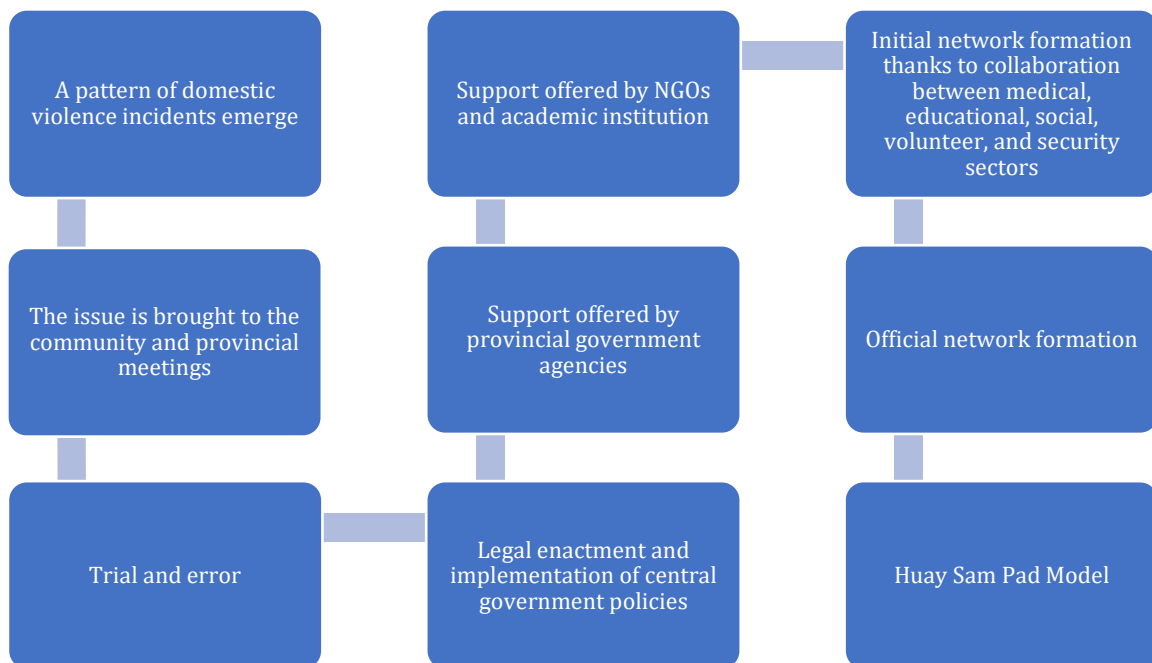 A pattern of domestic
violence incidents emerge
The issue is brought to the
community and provincial
meetings
Trial and error
Legal enactment and
implementation of central
government policies
Support offered by
provincial government
agencies
Support offered by NGOs
and academic institution
Initial network formation
thanks to collaboration
between medical,
educational, social,
volunteer, and security
sectors
Official network formation
Huay Sam Pad Model